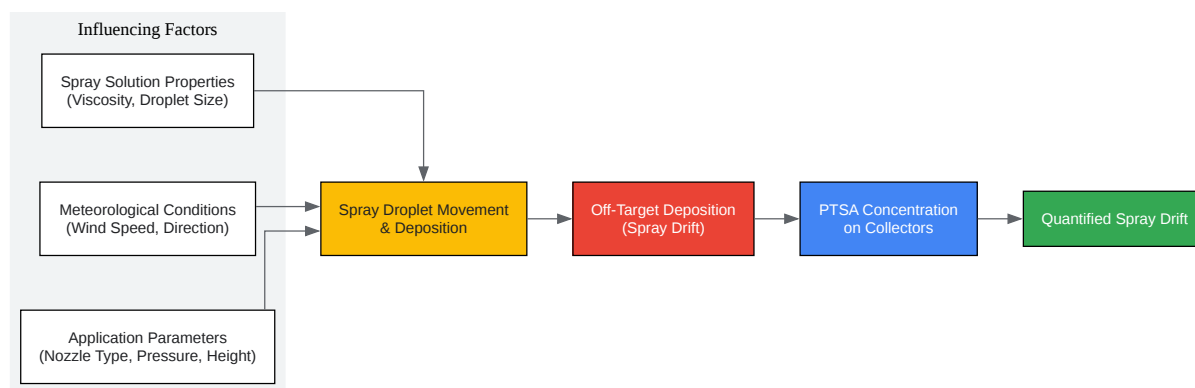 Influencing Factors
Spray Solution Properties
(Viscosity, Droplet Size)
Meteorological Conditions
(Wind Speed, Direction)
Application Parameters
(Nozzle Type, Pressure, Height)
Spray Droplet Movement
& Deposition
Off-Target Deposition
(Spray Drift)
PTSA Concentration
on Collectors
Quantified Spray Drift